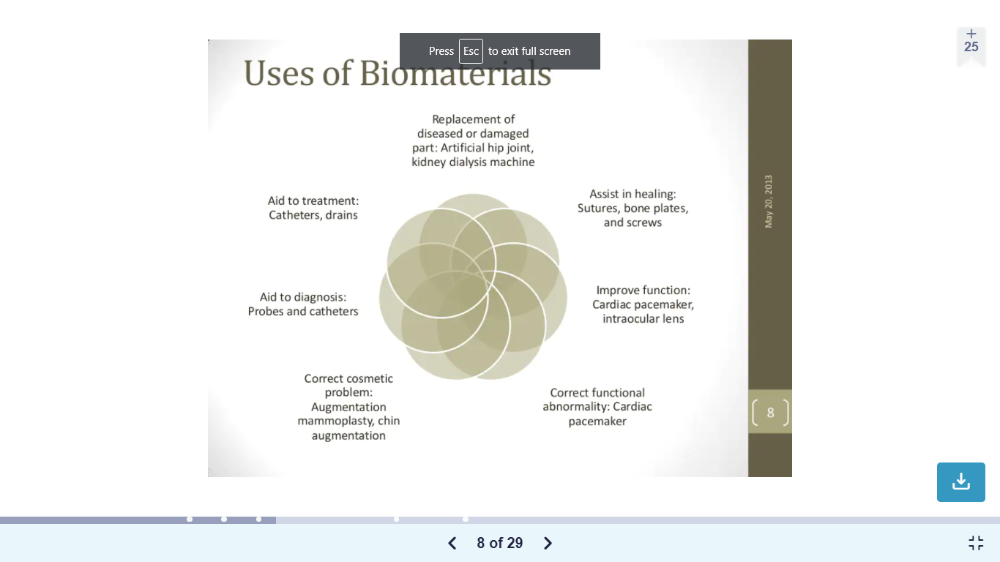 Press Esc to exit full screen
+
25
Uses of Biomaterials
Replacement of
diseased or damaged
part: Artificial hip joint,
kidney dialysis machine
Assist in healing:
Sutures, bone plates,
and screws
Improve function:
Cardiac pacemaker,
intraocular lens
Correct functional
abnormality: Cardiac
pacemaker
Correct cosmetic
problem:
Augmentation
mammoplasty, chin
augmentation
Aid to diagnosis:
Probes and catheters
Aid to treatment:
Catheters, drains
May 20, 2013
8
8 of 29